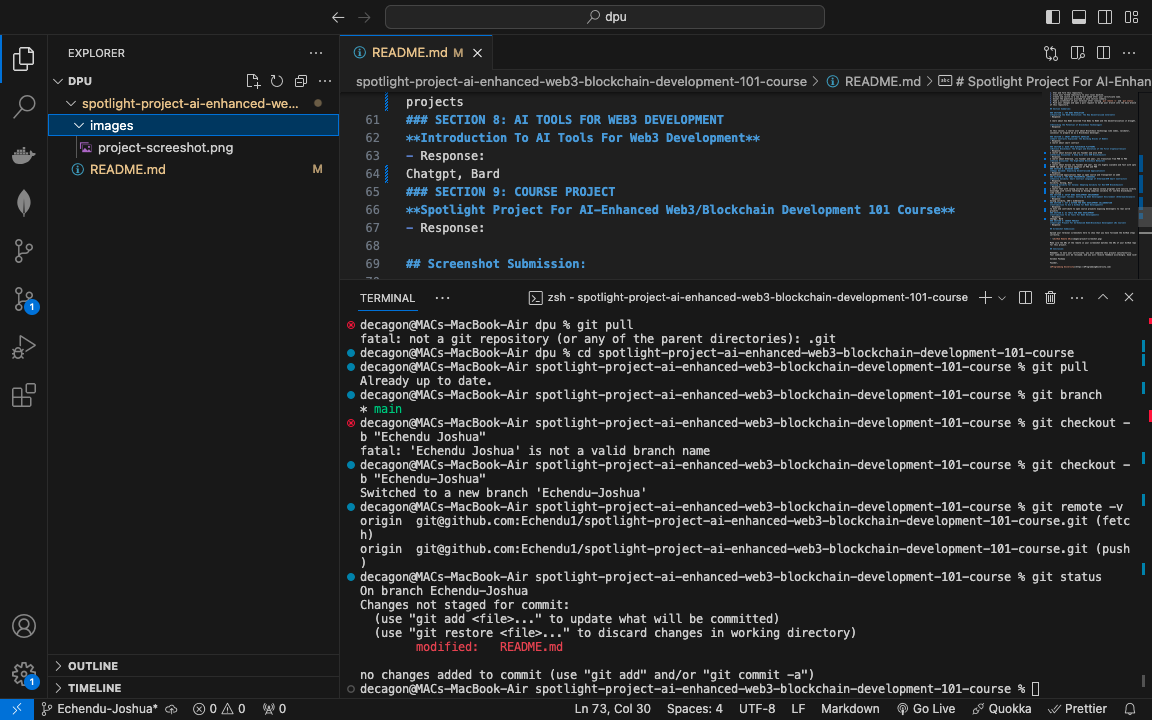 dpu
EXPLORER
DPU
spotlight-project-ai-enhanced-we...
images
project-screeshot.png
README.md
M
OUTLINE
TIMELINE
README.md M
spotlight-project-ai-enhanced-web3-blockchain-development-101-course > README.md > # Spotlight Project For AI-Enhan
projects
61 ### SECTION 8: AI TOOLS FOR WEB3 DEVELOPMENT
62 **Introduction To AI Tools For Web3 Development**
63 - Response:
64 Chatgpt, Bard
65 ### SECTION 9: COURSE PROJECT
66 **Spotlight Project For AI-Enhanced Web3/Blockchain Development 101 Course**
67 - Response:
68
69 ## Screenshot Submission:
TERMINAL
zsh - spotlight-project-ai-enhanced-web3-blockchain-development-101-course
decagon@MACs-MacBook-Air dpu % git pull
fatal: not a git repository (or any of the parent directories): .git
decagon@MACs-MacBook-Air dpu % cd spotlight-project-ai-enhanced-web3-blockchain-development-101-course
decagon@MACs-MacBook-Air spotlight-project-ai-enhanced-web3-blockchain-development-101-course % git pull
Already up to date.
decagon@MACs-MacBook-Air spotlight-project-ai-enhanced-web3-blockchain-development-101-course % git branch
* main
decagon@MACs-MacBook-Air spotlight-project-ai-enhanced-web3-blockchain-development-101-course % git checkout -
b "Echendu Joshua"
fatal: 'Echendu Joshua' is not a valid branch name
decagon@MACs-MacBook-Air spotlight-project-ai-enhanced-web3-blockchain-development-101-course % git checkout -
b "Echendu-Joshua"
Switched to a new branch 'Echendu-Joshua'
decagon@MACs-MacBook-Air spotlight-project-ai-enhanced-web3-blockchain-development-101-course % git remote -v
origin  git@github.com:Echendu1/spotlight-project-ai-enhanced-web3-blockchain-development-101-course.git (fetc
h)
origin  git@github.com:Echendu1/spotlight-project-ai-enhanced-web3-blockchain-development-101-course.git (push
)
decagon@MACs-MacBook-Air spotlight-project-ai-enhanced-web3-blockchain-development-101-course % git status
On branch Echendu-Joshua
Changes not staged for commit:
  (use "git add <file>..." to update what will be committed)
  (use "git restore <file>..." to discard changes in working directory)
        modified:   README.md
no changes added to commit (use "git add" and/or "git commit -a")
decagon@MACs-MacBook-Air spotlight-project-ai-enhanced-web3-blockchain-development-101-course %
1
1
Echendu-Joshua* 0 0 0 Ln 73, Col 30 Spaces: 4 UTF-8 LF Markdown Go Live Quokka Prettier